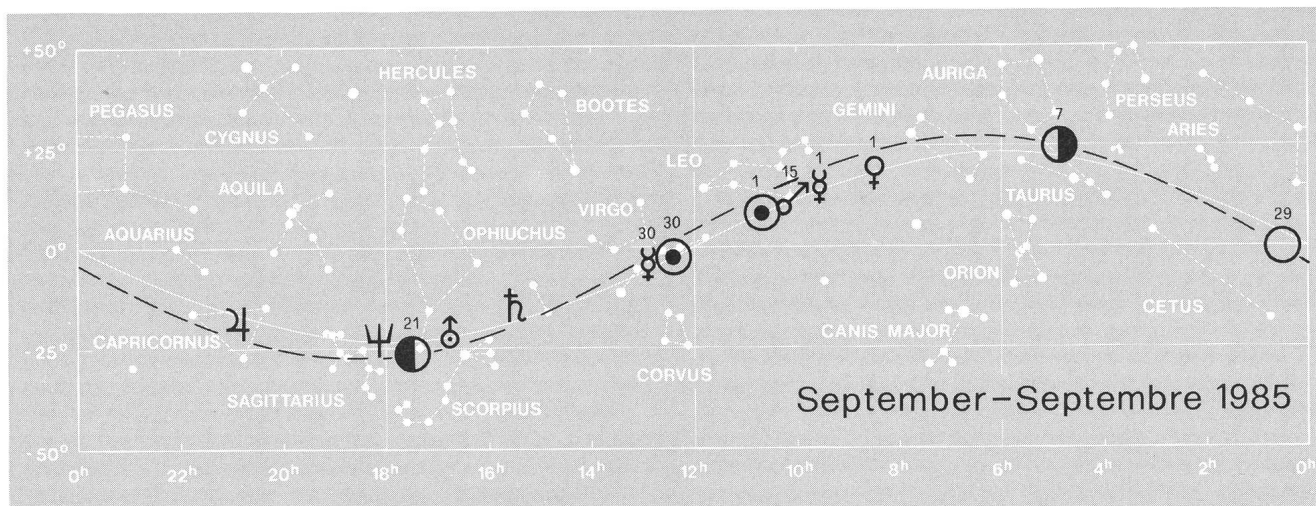 +50°
HERCULES
AURIGA
BOOTES
PERSEUS
PEGASUS
GEMINI
7
CYGNUS
ARIES
+25°
LEO
15
1
1
1
AQUILA
TAURUS
VIRGO
29
AQUARIUS
OPHIUCHUS
30
30
0°
ORION
CETUS
21
CANIS MAJOR
CAPRICORNUS
-25°
CORVUS
SAGITTARIUS
SCORPIUS
September–Septembre 1985
-50°
0h 22h 20h 18h 16h 14h 12h 10h 8h 6h 4h 2h 0h